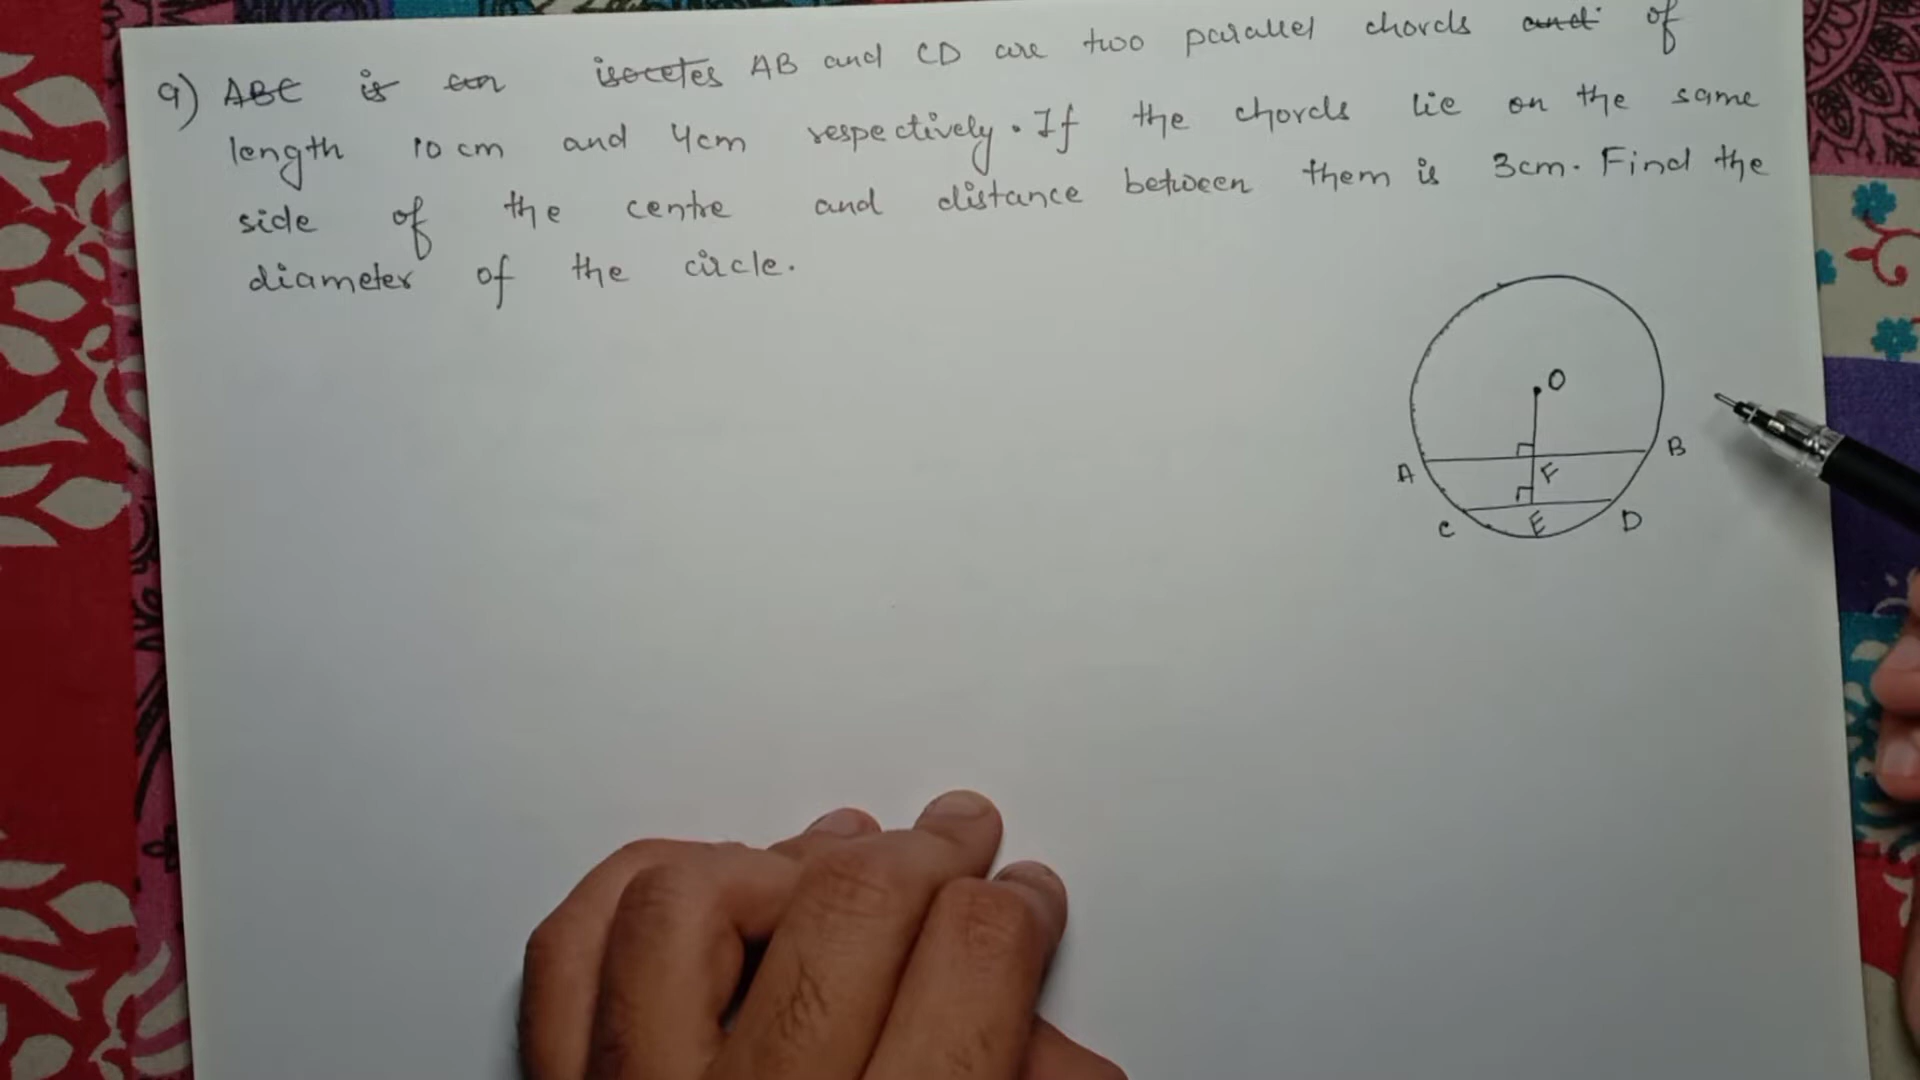 9) ABC is an isoceles AB and CD are two parallel chords and of
length 10 cm and 4cm respectively. If the chords lie on the same
side of the centre and distance between them is 3cm. Find the
diameter of the circle.
O
A F B
C E D